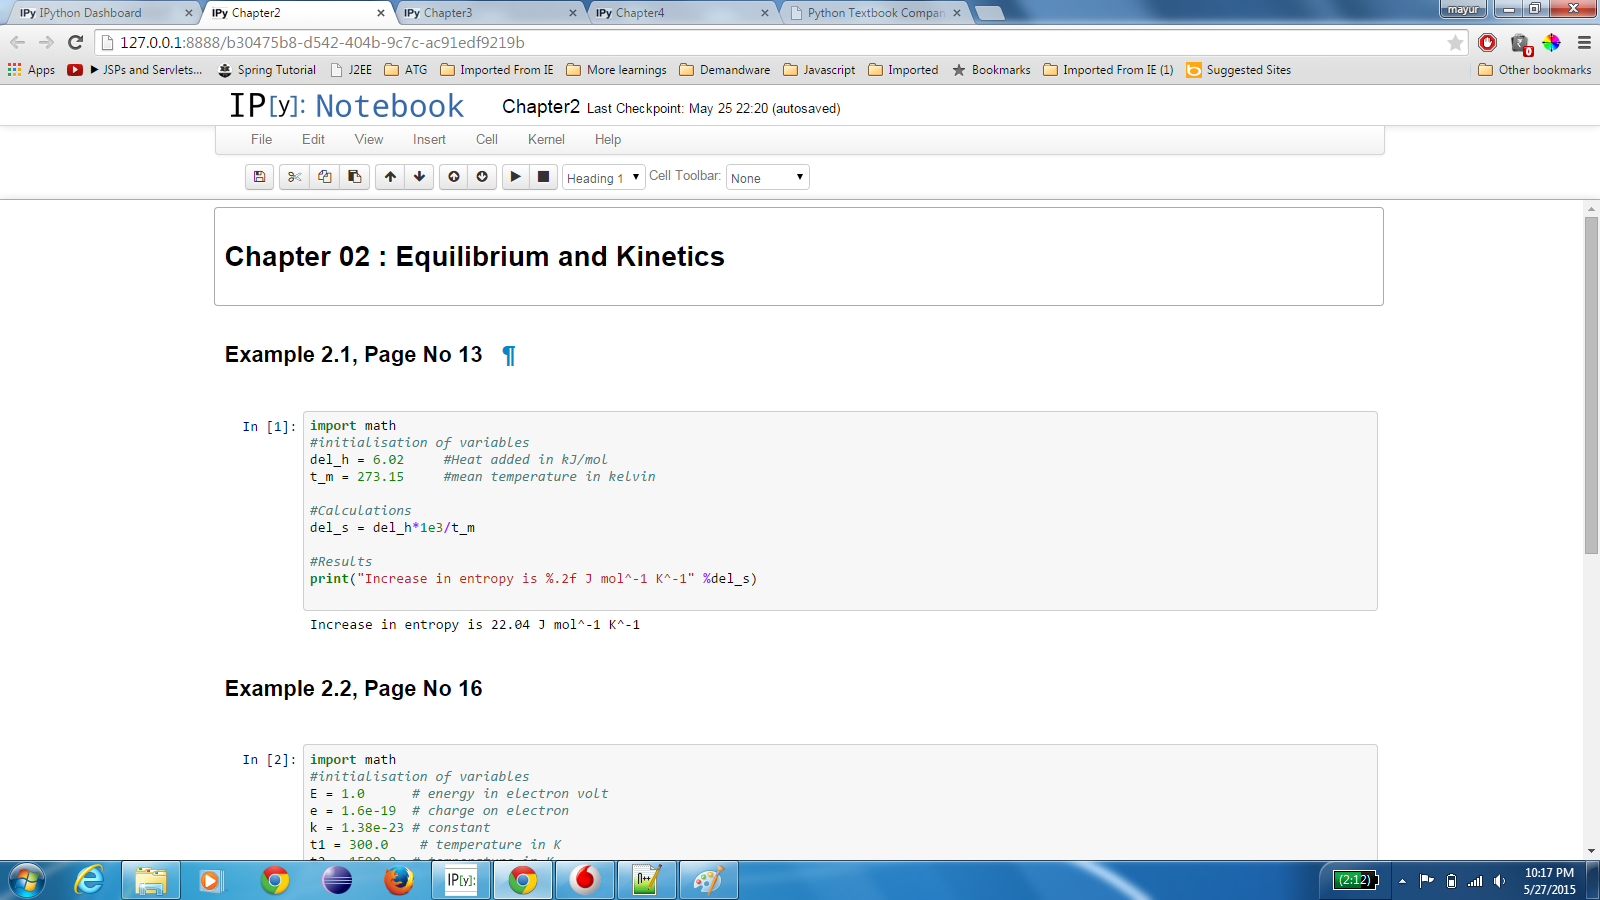 IPy IPython Dashboard
IPy Chapter2
IPy Chapter3
IPy Chapter4
Python Textbook Compan
mayur
127.0.0.1:8888/b30475b8-d542-404b-9c7c-ac91edf9219b
0
Apps
JSPs and Servlets...
Spring Tutorial
J2EE
ATG
Imported From IE
More learnings
Demandware
Javascript
Imported
Bookmarks
Imported From IE (1)
Suggested Sites
Other bookmarks
IP[y]: Notebook
Chapter2 Last Checkpoint: May 25 22:20 (autosaved)
File Edit View Insert Cell Kernel Help
Heading 1
Cell Toolbar: None
Chapter 02 : Equilibrium and Kinetics
Example 2.1, Page No 13 ¶
In [1]:
import math
#initialisation of variables
del_h = 6.02     #Heat added in kJ/mol
t_m = 273.15     #mean temperature in kelvin
#Calculations
del_s = del_h*1e3/t_m
#Results
print("Increase in entropy is %.2f J mol^-1 K^-1" %del_s)
Increase in entropy is 22.04 J mol^-1 K^-1
Example 2.2, Page No 16
In [2]:
import math
#initialisation of variables
E = 1.0      # energy in electron volt
e = 1.6e-19  # charge on electron
k = 1.38e-23 # constant
t1 = 300.0    # temperature in K
IP[y]:
(2:12)
10:17 PM
5/27/2015